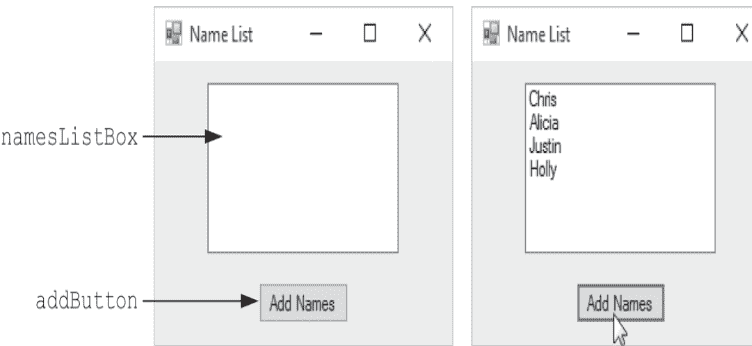 Name List
namesListBox
addButton
Add Names
Name List
Chris
Alicia
Justin
Holly
Add Names